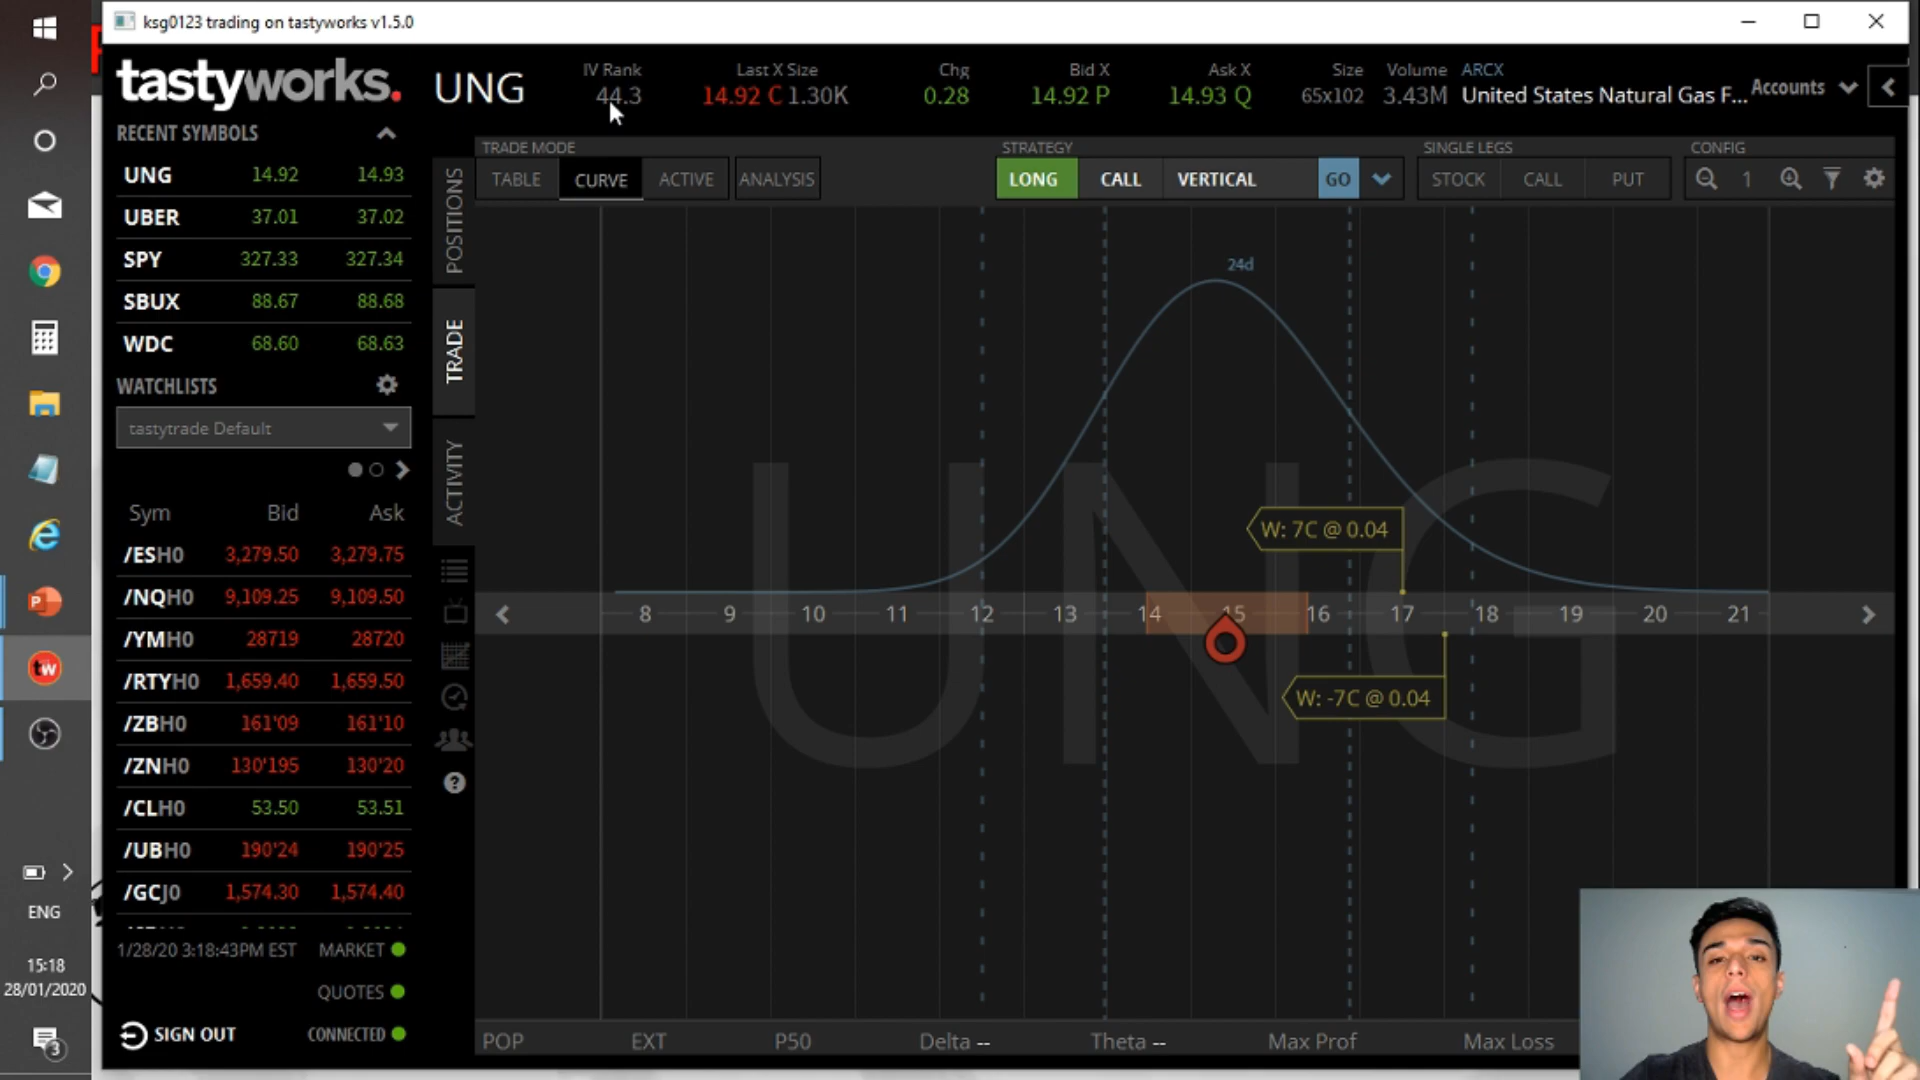 ksg0123 trading on tastyworks v1.5.0
tastyworks.
UNG
IV Rank
44.3
Last X Size
14.92 C 1.30K
Chg
0.28
Bid X
14.92 P
Ask X
14.93 Q
Size
65x102
Volume
3.43M
ARCX
United States Natural Gas F...
Accounts
RECENT SYMBOLS
UNG 14.92 14.93
UBER 37.01 37.02
SPY 327.33 327.34
SBUX 88.67 88.68
WDC 68.60 68.63
WATCHLISTS
tastytrade Default
Sym Bid Ask
/ESH0 3,279.50 3,279.75
/NQH0 9,109.25 9,109.50
/YMH0 28719 28720
/RTYH0 1,659.40 1,659.50
/ZBH0 161'09 161'10
/ZNH0 130'195 130'20
/CLH0 53.50 53.51
/UBH0 190'24 190'25
/GCJ0 1,574.30 1,574.40
1/28/20 3:18:43PM EST MARKET
QUOTES
SIGN OUT CONNECTED
POSITIONS
TRADE
ACTIVITY
TRADE MODE
TABLE CURVE ACTIVE ANALYSIS
STRATEGY
LONG CALL VERTICAL GO
SINGLE LEGS
STOCK CALL PUT
CONFIG
1
24d
UNG
W: 7C @ 0.04
8 9 10 11 12 13 14 15 16 17 18 19 20 21
W: -7C @ 0.04
POP EXT P50 Delta -- Theta -- Max Prof Max Loss
tw
ENG
15:18
28/01/2020
3